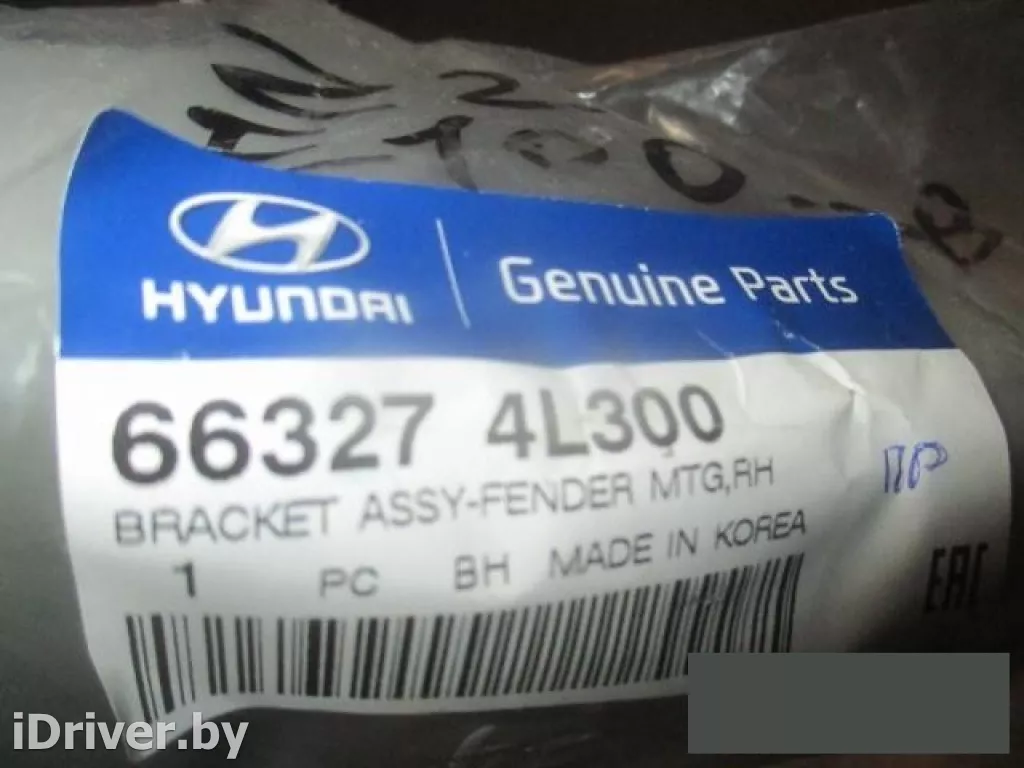 HYUNDAI | Genuine Parts
66327 4L300
BRACKET ASSY-FENDER MTG,RH
1 PC BH MADE IN KOREA
EAC
iDriver.by